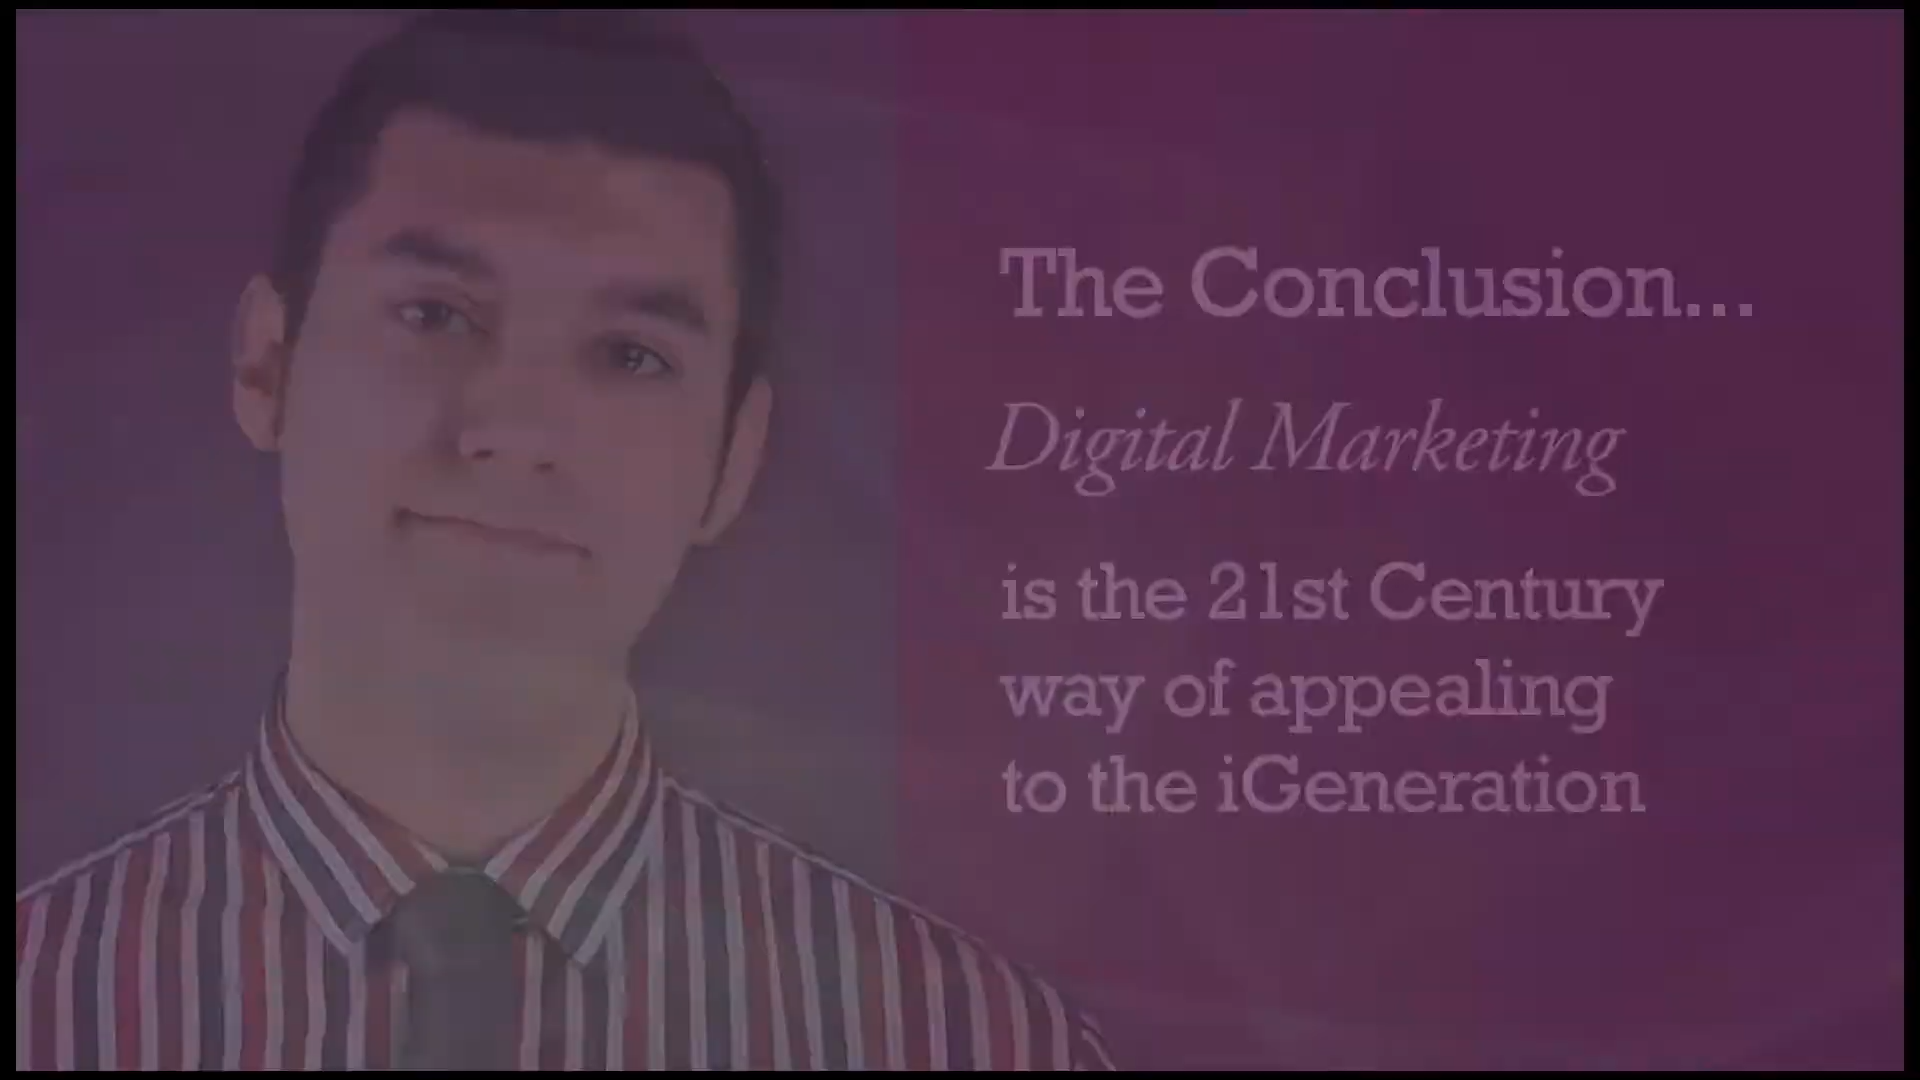 The Conclusion...
Digital Marketing
is the 21st Century
way of appealing
to the iGeneration